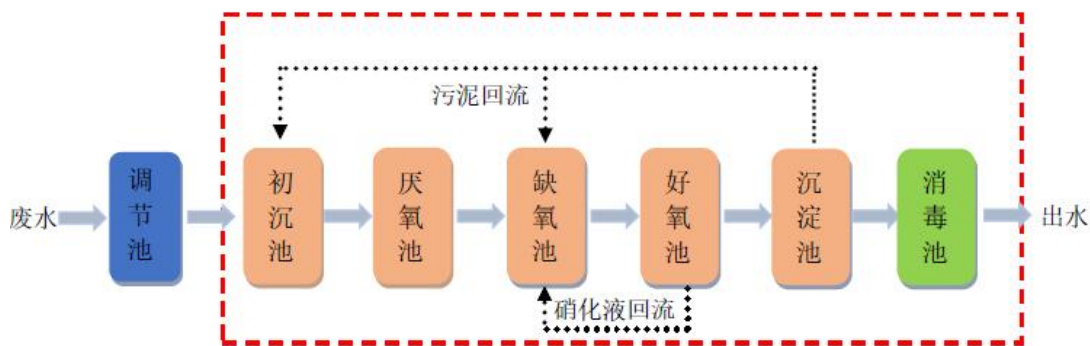 污泥回流
废水
调节池
初沉池
厌氧池
缺氧池
好氧池
沉淀池
消毒池
出水
硝化液回流